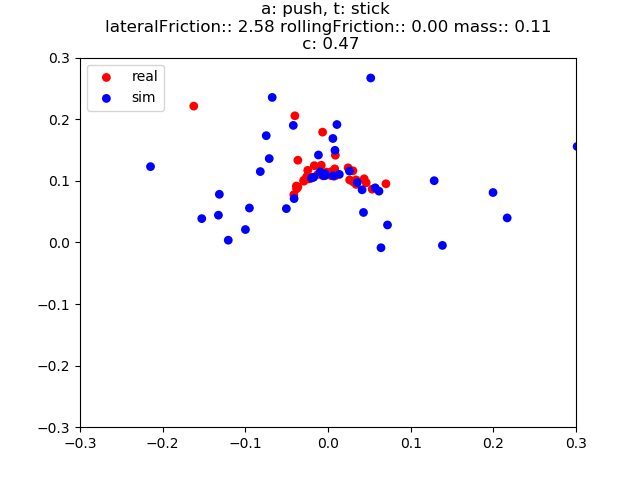 a: push, t: stick
lateralFriction:: 2.58 rollingFriction:: 0.00 mass:: 0.11
c: 0.47
real
sim
0.3
0.2
0.1
0.0
−0.1
−0.2
−0.3
−0.3 −0.2 −0.1 0.0 0.1 0.2 0.3